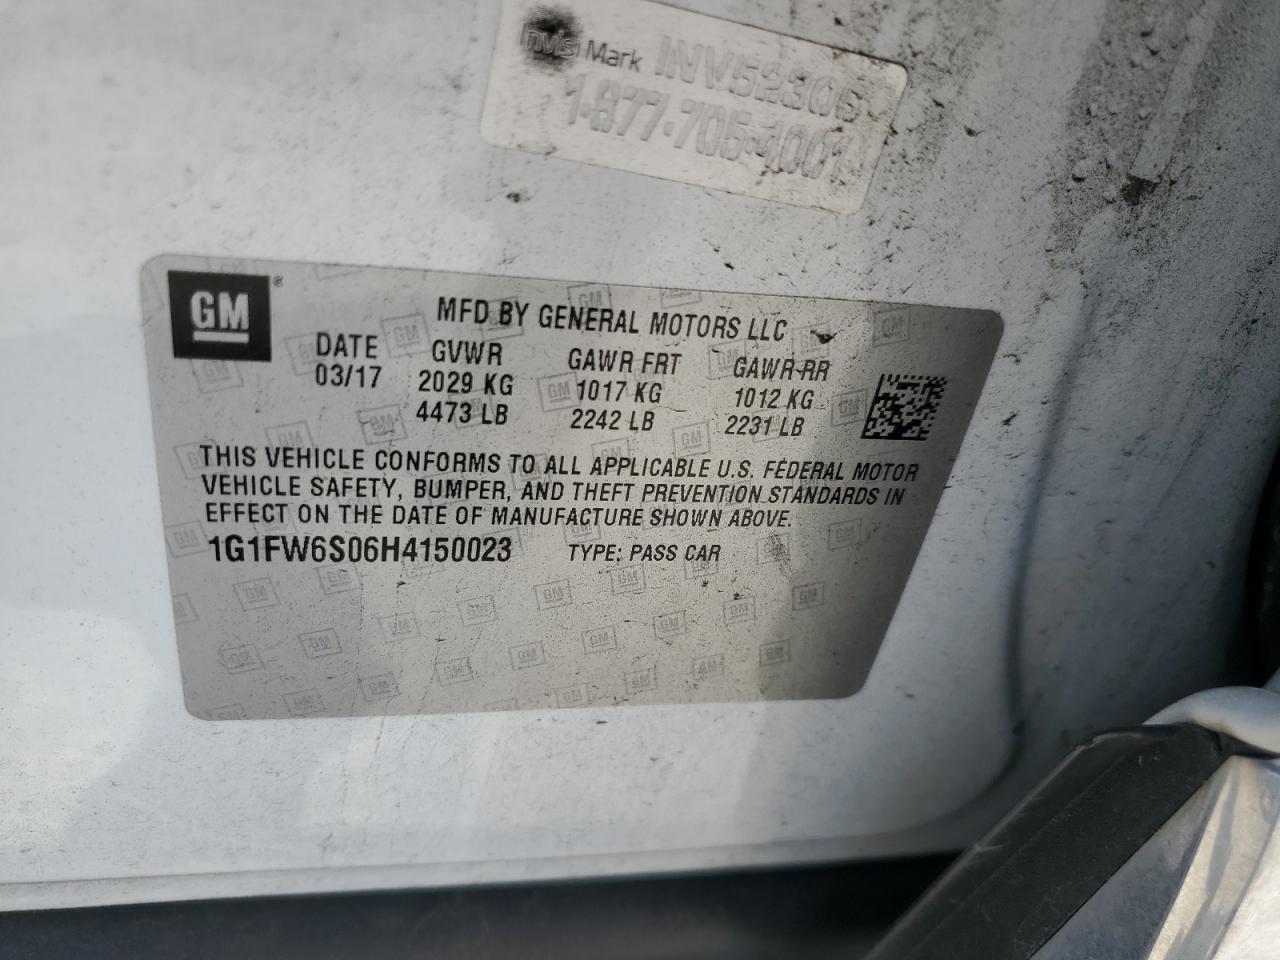 invisiMark INV52306
1-877-705-1001
GM®
MFD BY GENERAL MOTORS LLC
DATE GVWR GAWR FRT GAWR RR
03/17 2029 KG 1017 KG 1012 KG
4473 LB 2242 LB 2231 LB
THIS VEHICLE CONFORMS TO ALL APPLICABLE U.S. FEDERAL MOTOR
VEHICLE SAFETY, BUMPER, AND THEFT PREVENTION STANDARDS IN
EFFECT ON THE DATE OF MANUFACTURE SHOWN ABOVE.
1G1FW6S06H4150023 TYPE: PASS CAR